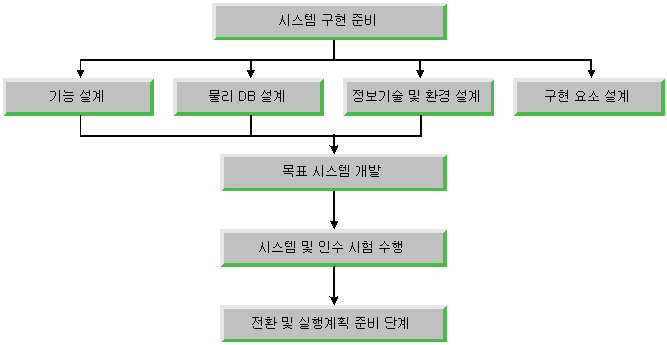 시스템 구현 준비
기능 설계
물리 DB 설계
정보기술 및 환경 설계
구현 요소 설계
목표 시스템 개발
시스템 및 인수 시험 수행
전환 및 실행계획 준비 단계